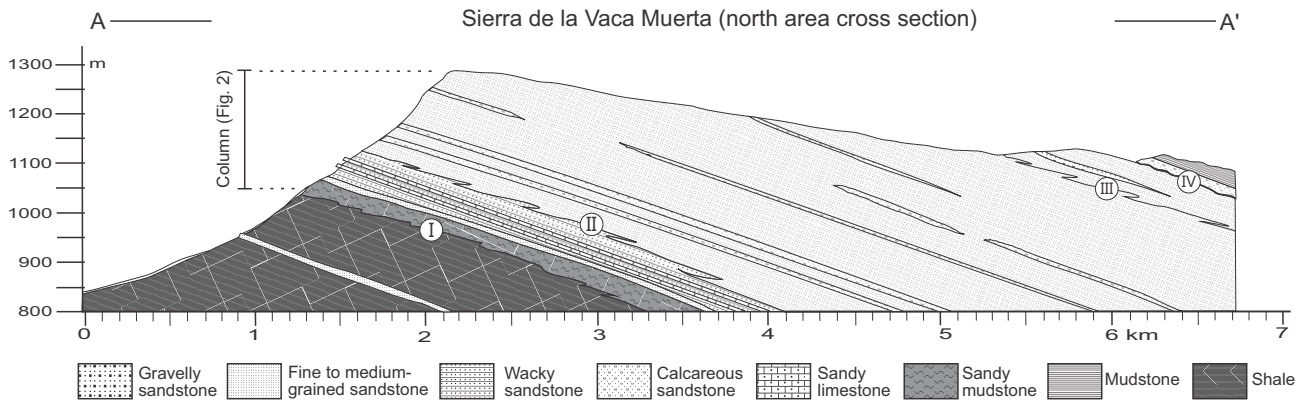 A Sierra de la Vaca Muerta (north area cross section) A'
1300 m
1200
1100
1000
900
800
Column (Fig. 2)
I
II
III
IV
0 1 2 3 4 5 6 km 7
Gravelly sandstone
Fine to medium-grained sandstone
Wacky sandstone
Calcareous sandstone
Sandy limestone
Sandy mudstone
Mudstone
Shale